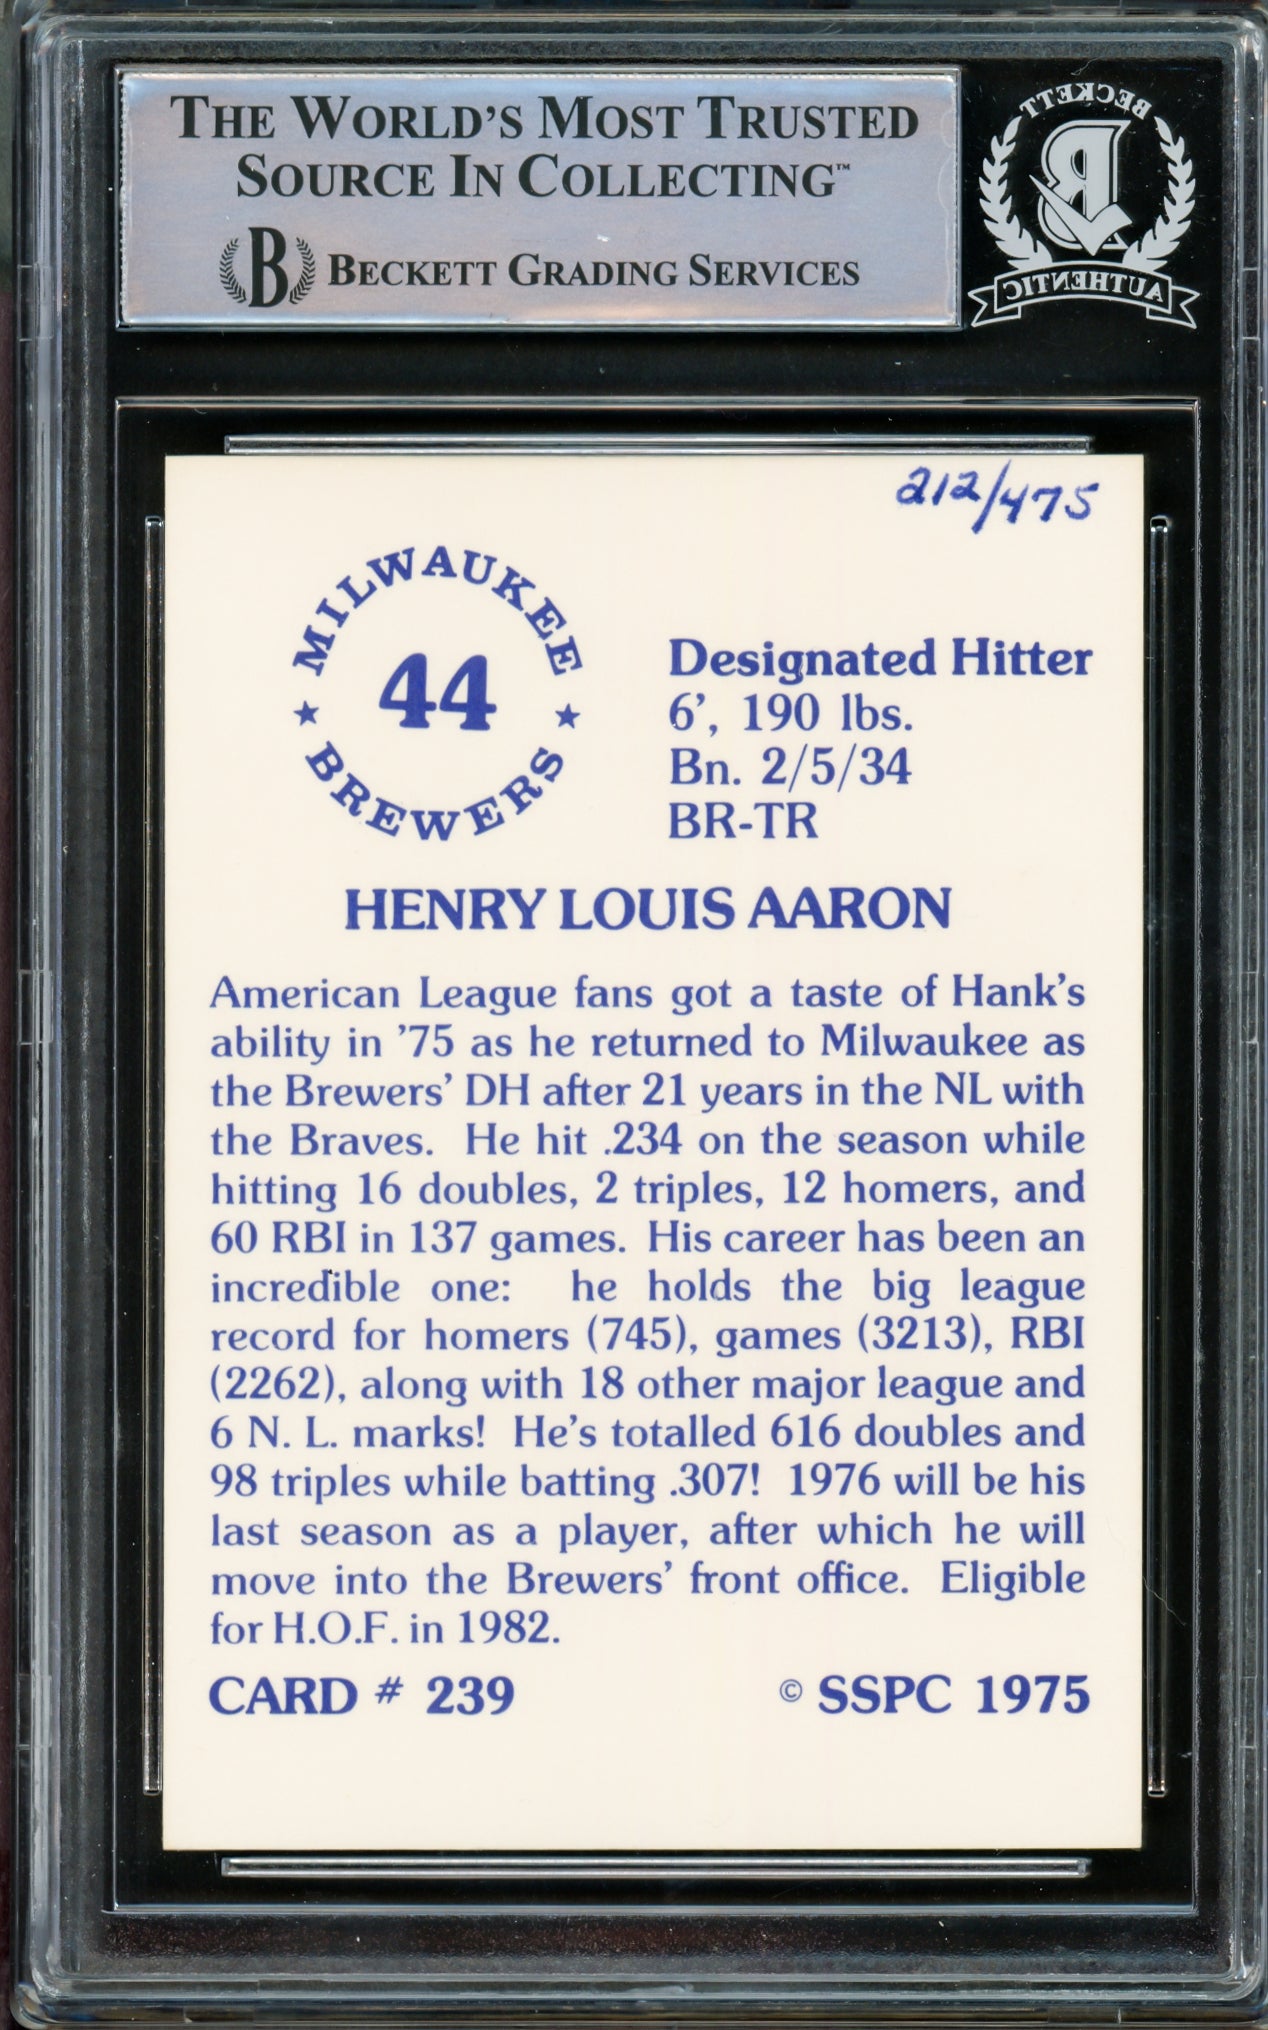 THE WORLD'S MOST TRUSTED
SOURCE IN COLLECTING™
B BECKETT GRADING SERVICES
BECKETT
B
AUTHENTIC
212/475
MILWAUKEE
44
BREWERS
Designated Hitter
6', 190 lbs.
Bn. 2/5/34
BR-TR
HENRY LOUIS AARON
American League fans got a taste of Hank's
ability in '75 as he returned to Milwaukee as
the Brewers' DH after 21 years in the NL with
the Braves. He hit .234 on the season while
hitting 16 doubles, 2 triples, 12 homers, and
60 RBI in 137 games. His career has been an
incredible one: he holds the big league
record for homers (745), games (3213), RBI
(2262), along with 18 other major league and
6 N. L. marks! He's totalled 616 doubles and
98 triples while batting .307! 1976 will be his
last season as a player, after which he will
move into the Brewers' front office. Eligible
for H.O.F. in 1982.
CARD # 239
© SSPC 1975